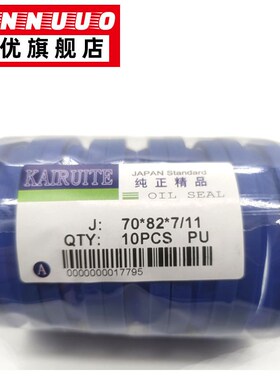 NNUUO
优旗舰店
KAIRUITE
JAPAN Standard
纯正精品
OIL SEAL
J: 70*82*7/11
QTY: 10PCS PU
A
0000000017795